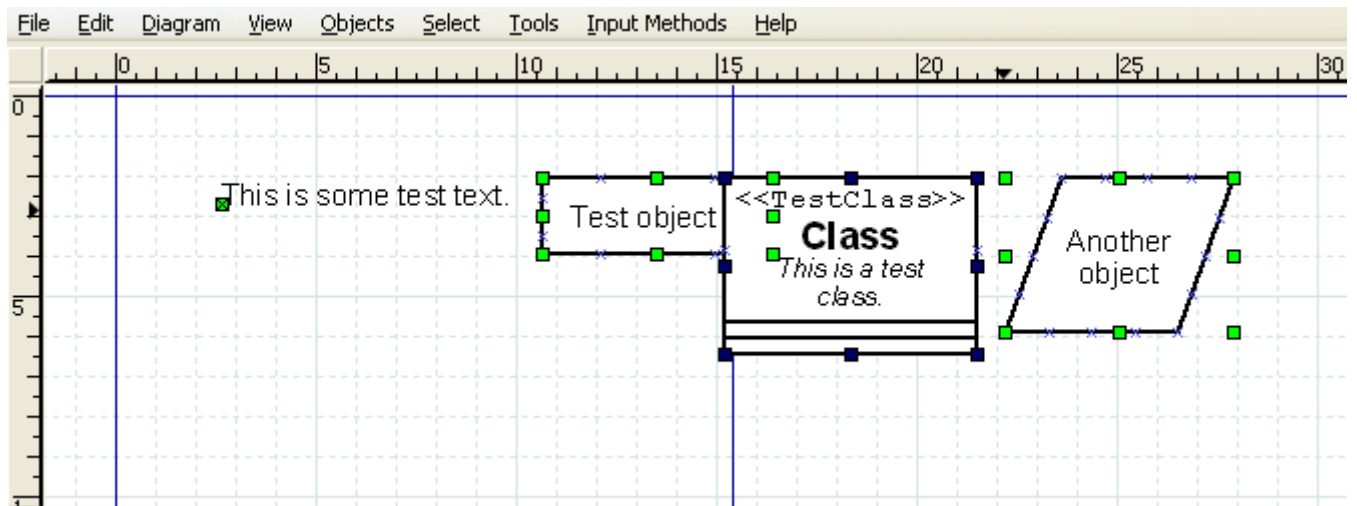 File Edit Diagram View Objects Select Tools Input Methods Help
0 5 10 15 20 25 30
0
This is some test text.
Test object
<<TestClass>>
Class
This is a test
class.
Another
object
5